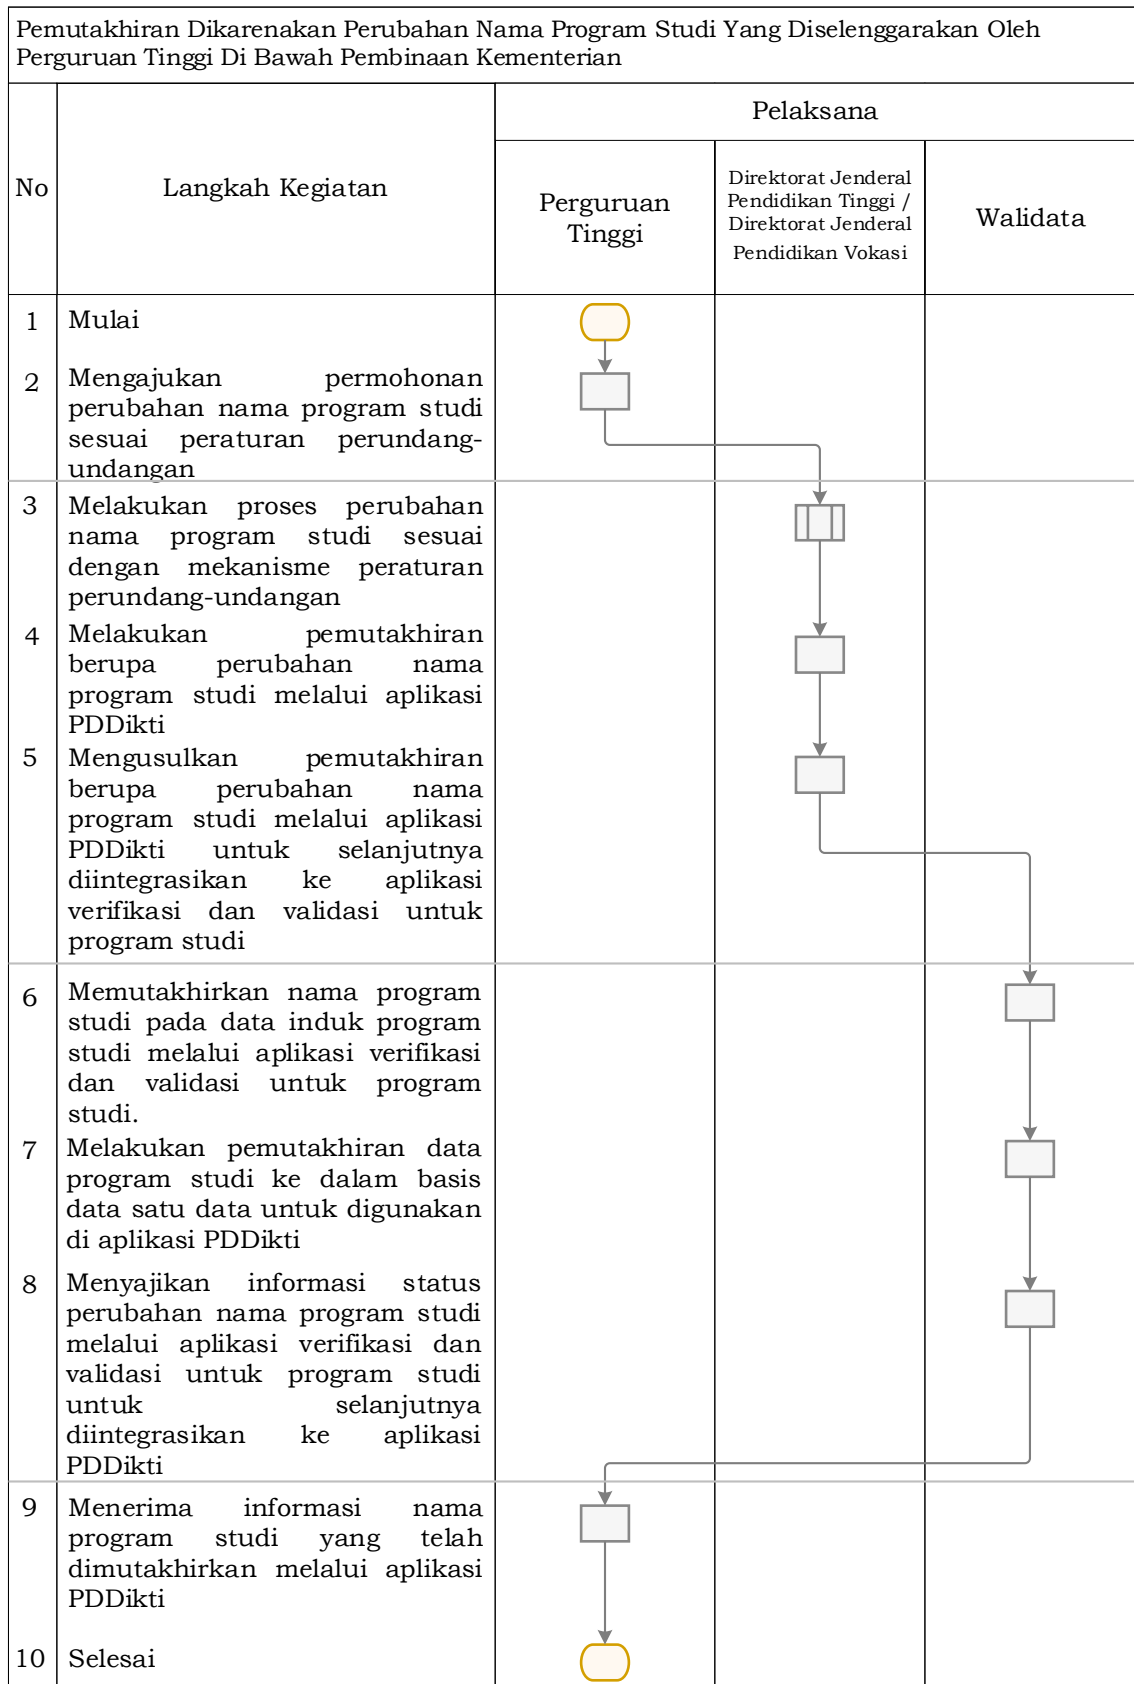 Pemutakhiran Dikarenakan Perubahan Nama Program Studi Yang Diselenggarakan Oleh
Perguruan Tinggi Di Bawah Pembinaan Kementerian
No
Langkah Kegiatan
Pelaksana
Perguruan
Tinggi
Direktorat Jenderal
Pendidikan Tinggi /
Direktorat Jenderal
Pendidikan Vokasi
Walidata
1 Mulai
2 Mengajukan permohonan
perubahan nama program studi
sesuai peraturan perundang-
undangan
3 Melakukan proses perubahan
nama program studi sesuai
dengan mekanisme peraturan
perundang-undangan
4 Melakukan pemutakhiran
berupa perubahan nama
program studi melalui aplikasi
PDDikti
5 Mengusulkan pemutakhiran
berupa perubahan nama
program studi melalui aplikasi
PDDikti untuk selanjutnya
diintegrasikan ke aplikasi
verifikasi dan validasi untuk
program studi
6 Memutakhirkan nama program
studi pada data induk program
studi melalui aplikasi verifikasi
dan validasi untuk program
studi.
7 Melakukan pemutakhiran data
program studi ke dalam basis
data satu data untuk digunakan
di aplikasi PDDikti
8 Menyajikan informasi status
perubahan nama program studi
melalui aplikasi verifikasi dan
validasi untuk program studi
untuk selanjutnya
diintegrasikan ke aplikasi
PDDikti
9 Menerima informasi nama
program studi yang telah
dimutakhirkan melalui aplikasi
PDDikti
10 Selesai